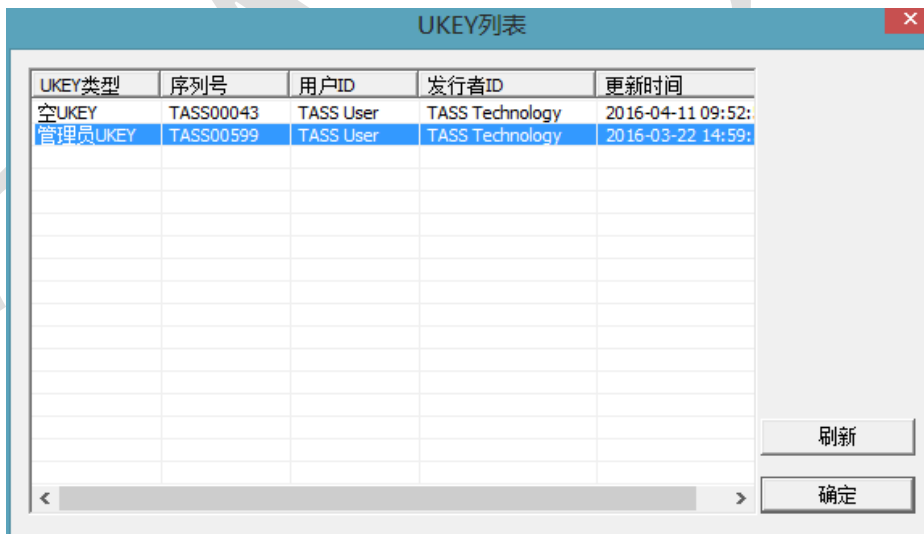 UKEY列表
UKEY类型 序列号 用户ID 发行者ID 更新时间
空UKEY TASS00043 TASS User TASS Technology 2016-04-11 09:52:
管理员UKEY TASS00599 TASS User TASS Technology 2016-03-22 14:59:
刷新
确定